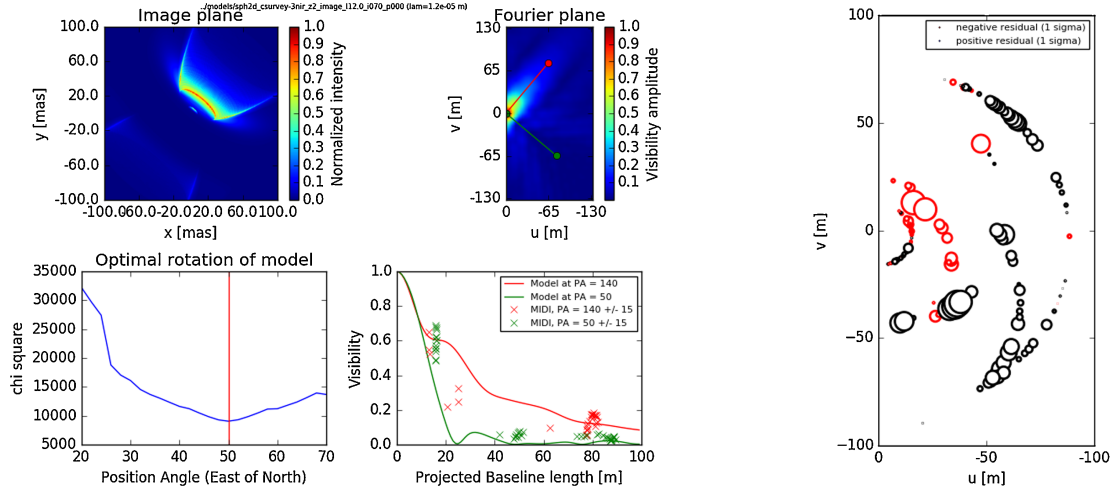 ../models/sph2d_csurvey-3nir_z2_image_l12.0_i070_p000 (lam=1.2e-05 m)
Image plane
100.0
60.0
20.0
-20.0
-60.0
-100.0
y [mas]
-100.0 -60.0 -20.0 20.0 60.0 100.0
x [mas]
1.0
0.9
0.8
0.7
0.6
0.5
0.4
0.3
0.2
0.1
0.0
Normalized intensity
Fourier plane
130
65
0
-65
-130
v [m]
0 -65 -130
u [m]
1.0
0.9
0.8
0.7
0.6
0.5
0.4
0.3
0.2
0.1
Visibility amplitude
Optimal rotation of model
35000
30000
25000
20000
15000
10000
5000
chi square
20 30 40 50 60 70
Position Angle (East of North)
1.0
0.8
0.6
0.4
0.2
0.0
Visibility
Model at PA = 140
Model at PA = 50
MIDI, PA = 140 +/- 15
MIDI, PA = 50 +/- 15
0 20 40 60 80 100
Projected Baseline length [m]
negative residual (1 sigma)
positive residual (1 sigma)
100
50
0
−50
−100
v [m]
0 -50 -100
u [m]